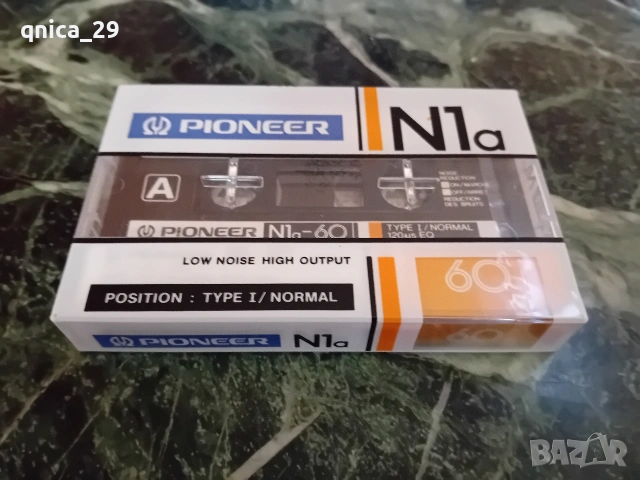 qnica_29
PIONEER N1a
A
NOISE
REDUCTION
ON/MARCHE
OFF/ARRET
REDUCTION
DES BRUITS
PIONEER N1a-60 TYPE I/NORMAL
120µs EQ
LOW NOISE HIGH OUTPUT
60
POSITION : TYPE I/NORMAL
PIONEER N1a 60
BAZAR